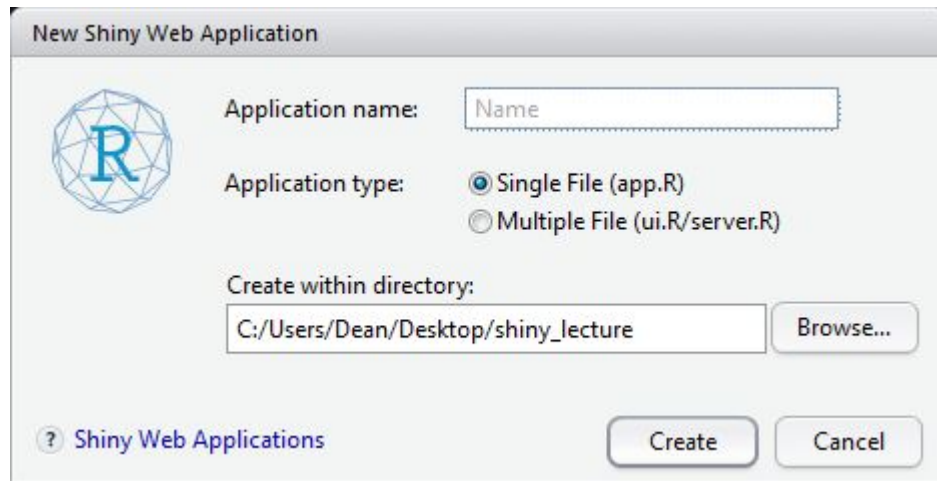 New Shiny Web Application
R
Application name: Name
Application type: Single File (app.R)
Multiple File (ui.R/server.R)
Create within directory:
C:/Users/Dean/Desktop/shiny_lecture Browse...
? Shiny Web Applications Create Cancel